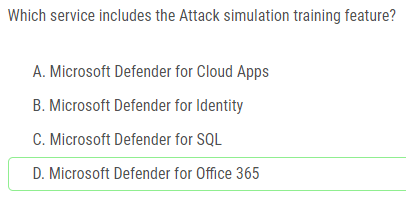 Which service includes the Attack simulation training feature?
A. Microsoft Defender for Cloud Apps
B. Microsoft Defender for Identity
C. Microsoft Defender for SQL
D. Microsoft Defender for Office 365